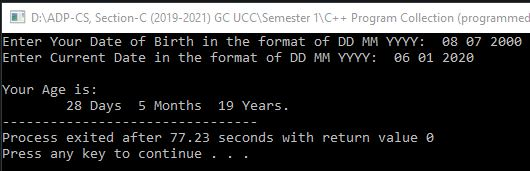 D:\ADP-CS, Section-C (2019-2021) GC UCC\Semester 1\C++ Program Collection (programmed
Enter Your Date of Birth in the format of DD MM YYYY:  08 07 2000
Enter Current Date in the format of DD MM YYYY:  06 01 2020
Your Age is:
28 Days  5 Months  19 Years.
--------------------------------
Process exited after 77.23 seconds with return value 0
Press any key to continue . . .